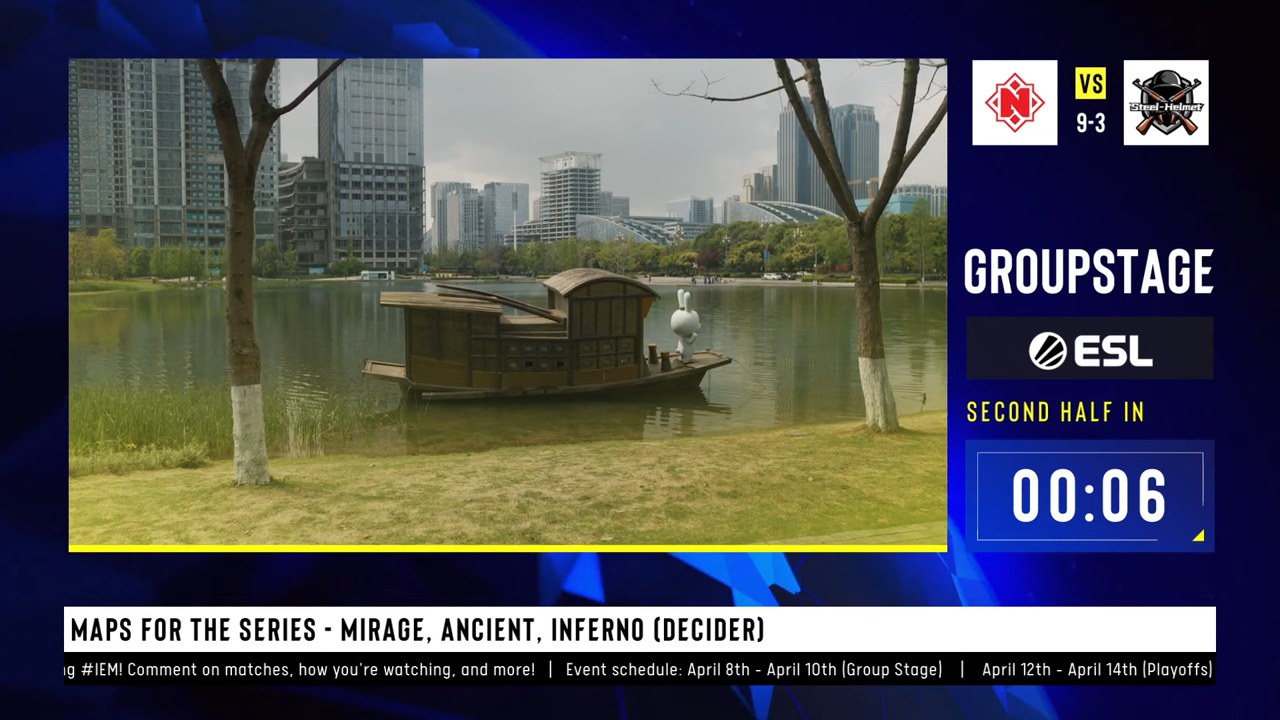 N
VS
Steel-Helmet
9-3
GROUPSTAGE
ESL
SECOND HALF IN
00:06
MAPS FOR THE SERIES - MIRAGE, ANCIENT, INFERNO (DECIDER)
#IEM! Comment on matches, how you're watching, and more! | Event schedule: April 8th - April 10th (Group Stage) | April 12th - April 14th (Playoffs)